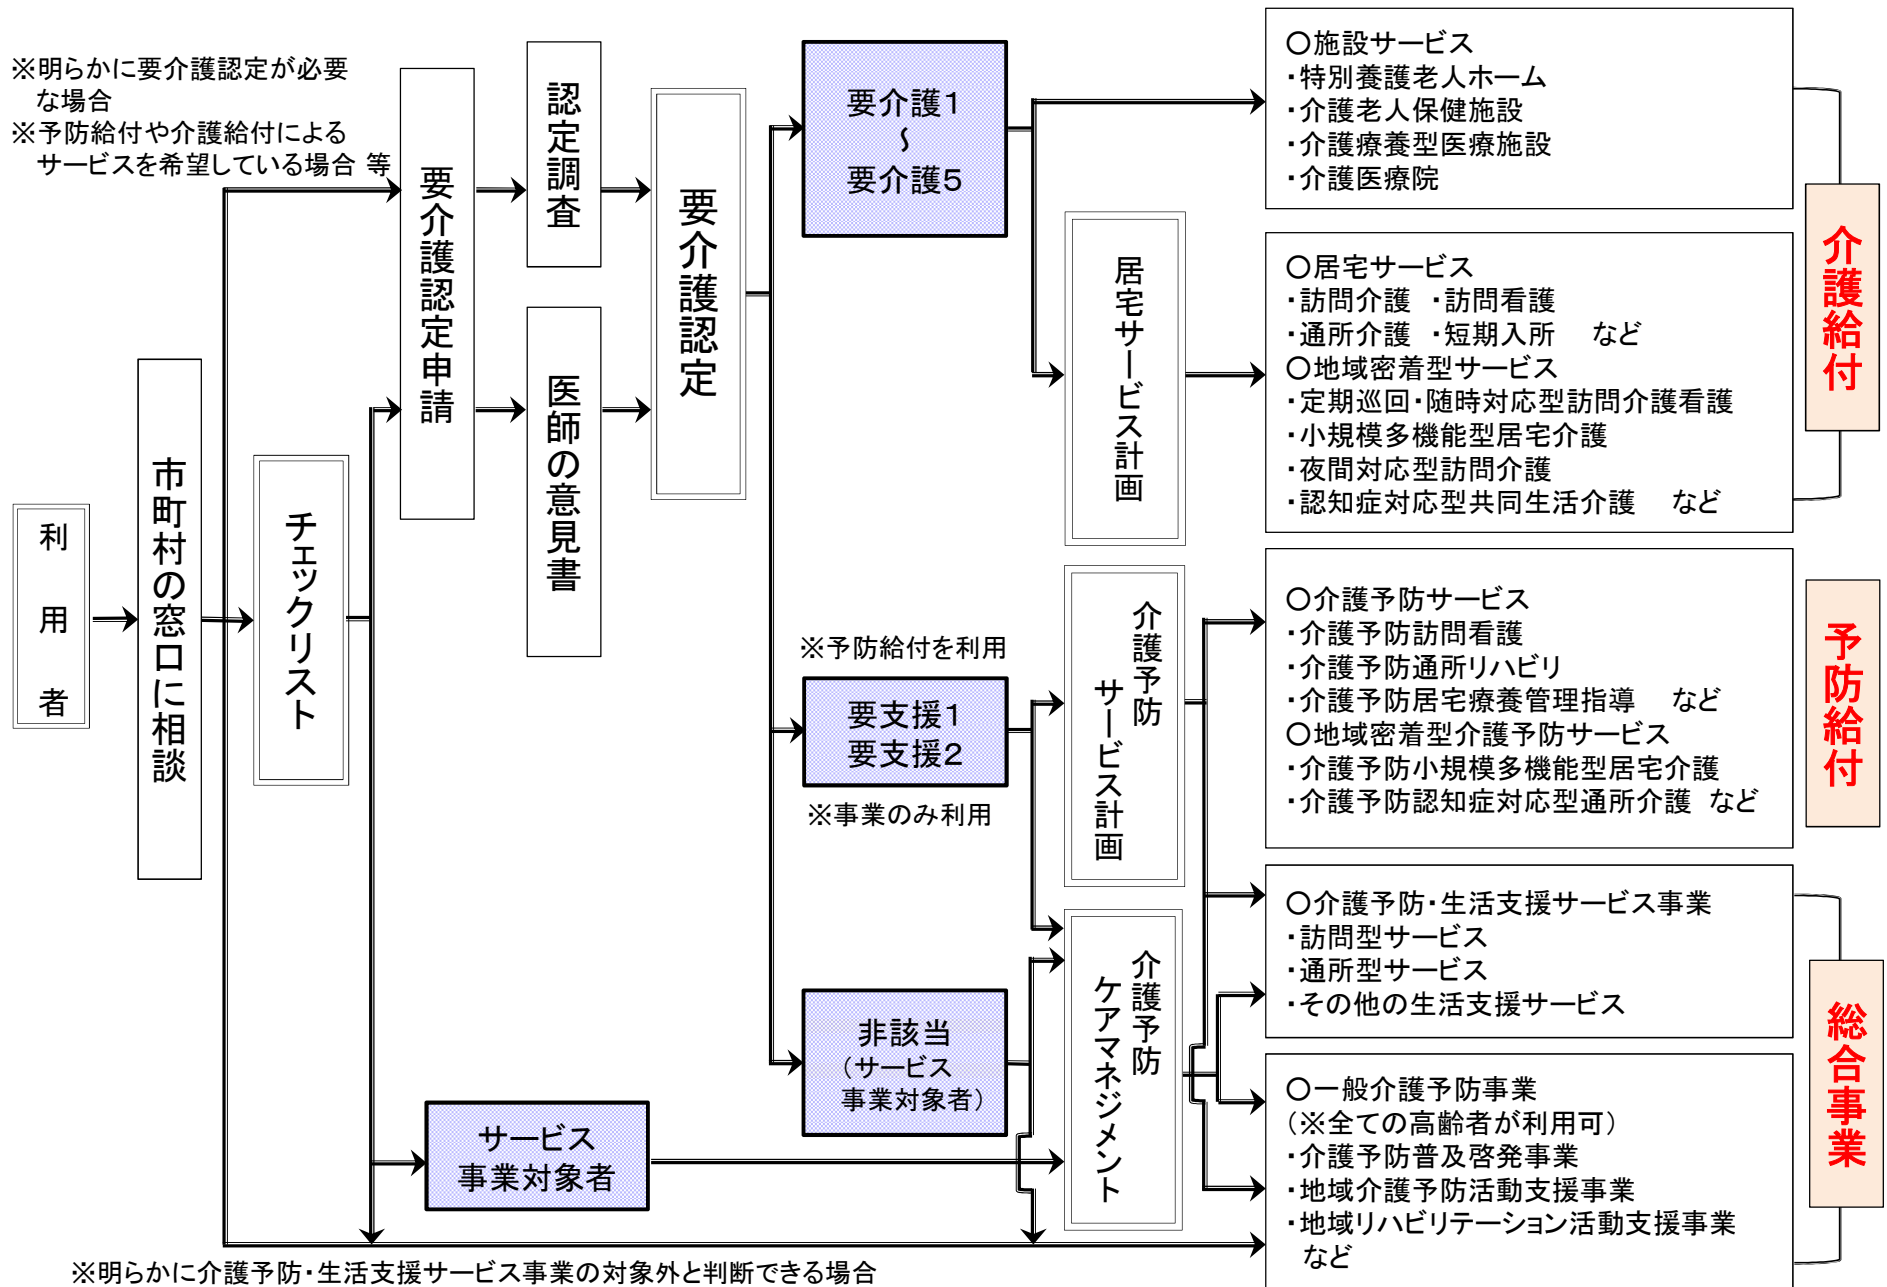 ※明らかに要介護認定が必要
な場合
※予防給付や介護給付による
サービスを希望している場合 等
利用者
市町村の窓口に相談
チェックリスト
要介護認定申請
認定調査
医師の意見書
要介護認定
要介護1
～
要介護5
※予防給付を利用
要支援1
要支援2
※事業のみ利用
非該当
（サービス
事業対象者）
サービス
事業対象者
居宅サービス計画
介護予防
サービス計画
介護予防
ケアマネジメント
○施設サービス
・特別養護老人ホーム
・介護老人保健施設
・介護療養型医療施設
・介護医療院
○居宅サービス
・訪問介護 ・訪問看護
・通所介護 ・短期入所 など
○地域密着型サービス
・定期巡回・随時対応型訪問介護看護
・小規模多機能型居宅介護
・夜間対応型訪問介護
・認知症対応型共同生活介護 など
○介護予防サービス
・介護予防訪問看護
・介護予防通所リハビリ
・介護予防居宅療養管理指導 など
○地域密着型介護予防サービス
・介護予防小規模多機能型居宅介護
・介護予防認知症対応型通所介護 など
○介護予防・生活支援サービス事業
・訪問型サービス
・通所型サービス
・その他の生活支援サービス
○一般介護予防事業
（※全ての高齢者が利用可）
・介護予防普及啓発事業
・地域介護予防活動支援事業
・地域リハビリテーション活動支援事業
など
介護給付
予防給付
総合事業
※明らかに介護予防・生活支援サービス事業の対象外と判断できる場合